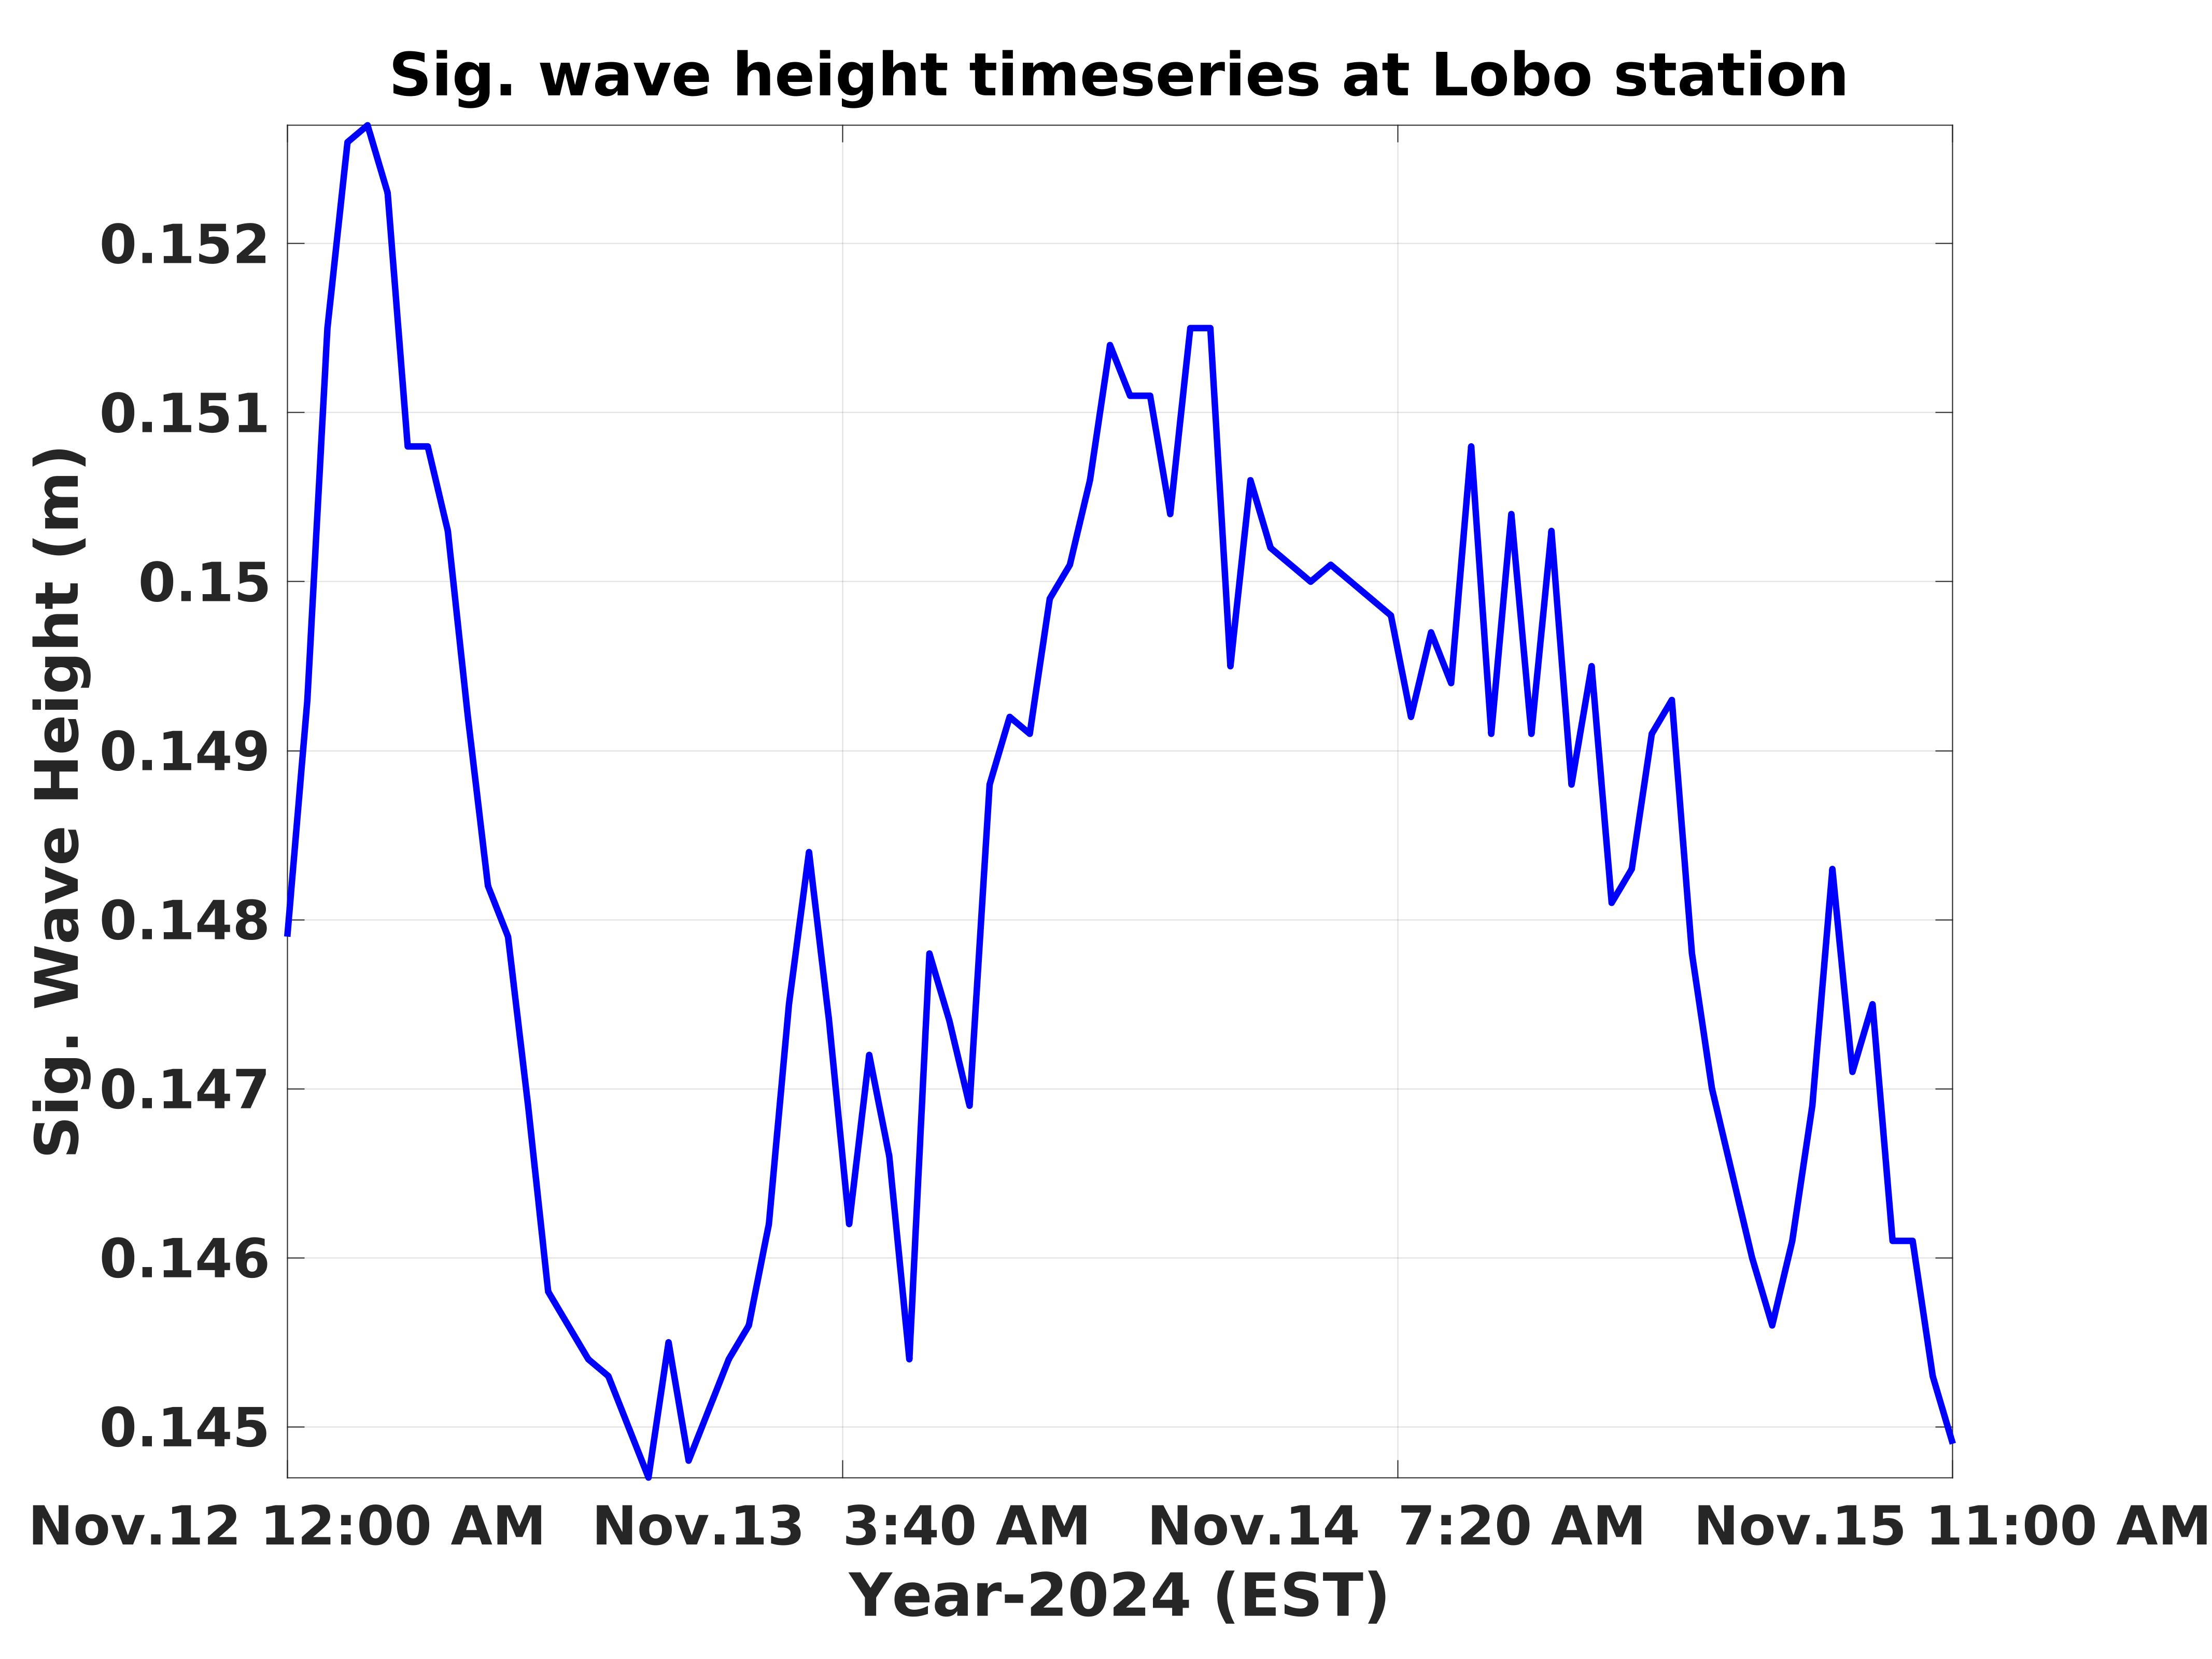 Sig. wave height timeseries at Lobo station
Sig. Wave Height (m)
0.152
0.151
0.15
0.149
0.148
0.147
0.146
0.145
Nov.12 12:00 AM Nov.13 3:40 AM Nov.14 7:20 AM Nov.15 11:00 AM
Year-2024 (EST)